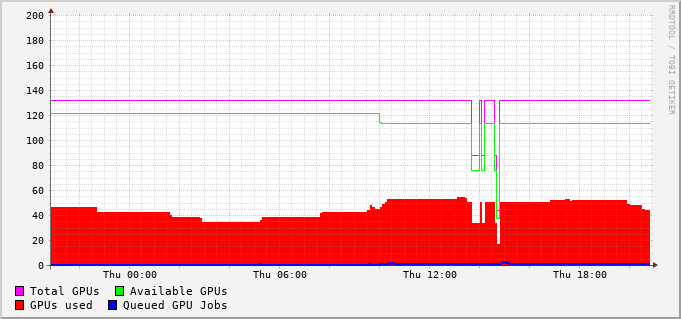 200
180
160
140
120
100
80
60
40
20
0
Thu 00:00 Thu 06:00 Thu 12:00 Thu 18:00
Total GPUs Available GPUs
GPUs used Queued GPU Jobs
RRDTOOL / TOBI OETIKER